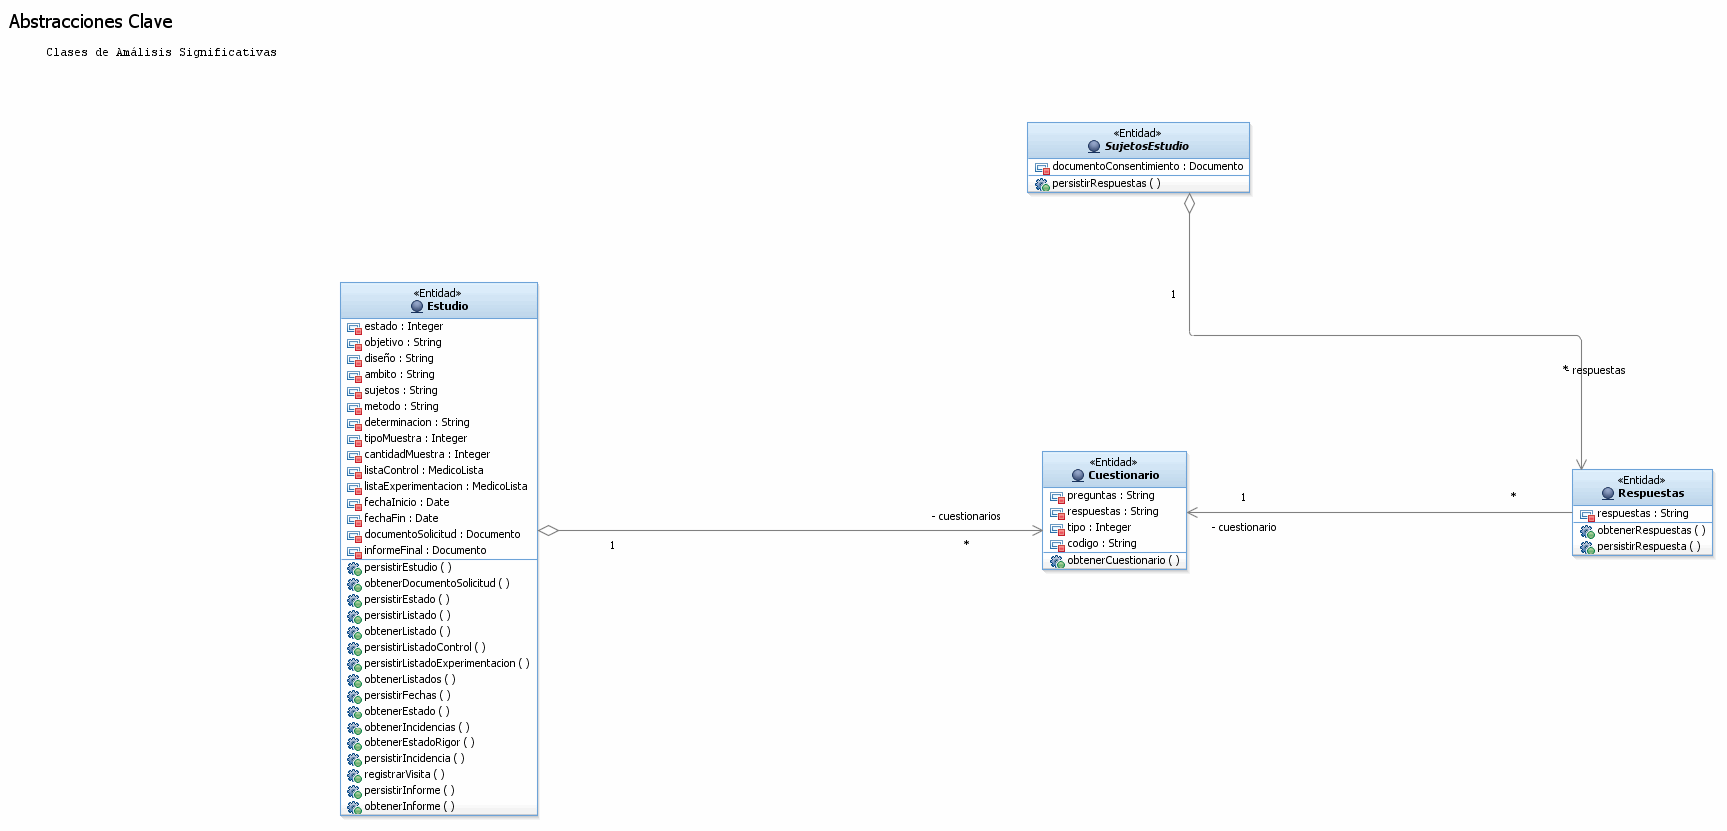 Abstracciones Clave
Clases de Amálisis Significativas
«Entidad»
SujetosEstudio
documentoConsentimiento : Documento
persistirRespuestas ( )
1
* - respuestas
«Entidad»
Estudio
estado : Integer
objetivo : String
diseño : String
ambito : String
sujetos : String
metodo : String
determinacion : String
tipoMuestra : Integer
cantidadMuestra : Integer
listaControl : MedicoLista
listaExperimentacion : MedicoLista
fechaInicio : Date
fechaFin : Date
documentoSolicitud : Documento
informeFinal : Documento
persistirEstudio ( )
obtenerDocumentoSolicitud ( )
persistirEstado ( )
persistirListado ( )
obtenerListado ( )
persistirListadoControl ( )
persistirListadoExperimentacion ( )
obtenerListados ( )
persistirFechas ( )
obtenerEstado ( )
obtenerIncidencias ( )
obtenerEstadoRigor ( )
persistirIncidencia ( )
registrarVisita ( )
persistirInforme ( )
obtenerInforme ( )
- cuestionarios
1
*
«Entidad»
Cuestionario
preguntas : String
respuestas : String
tipo : Integer
codigo : String
obtenerCuestionario ( )
1
*
- cuestionario
«Entidad»
Respuestas
respuestas : String
obtenerRespuestas ( )
persistirRespuesta ( )